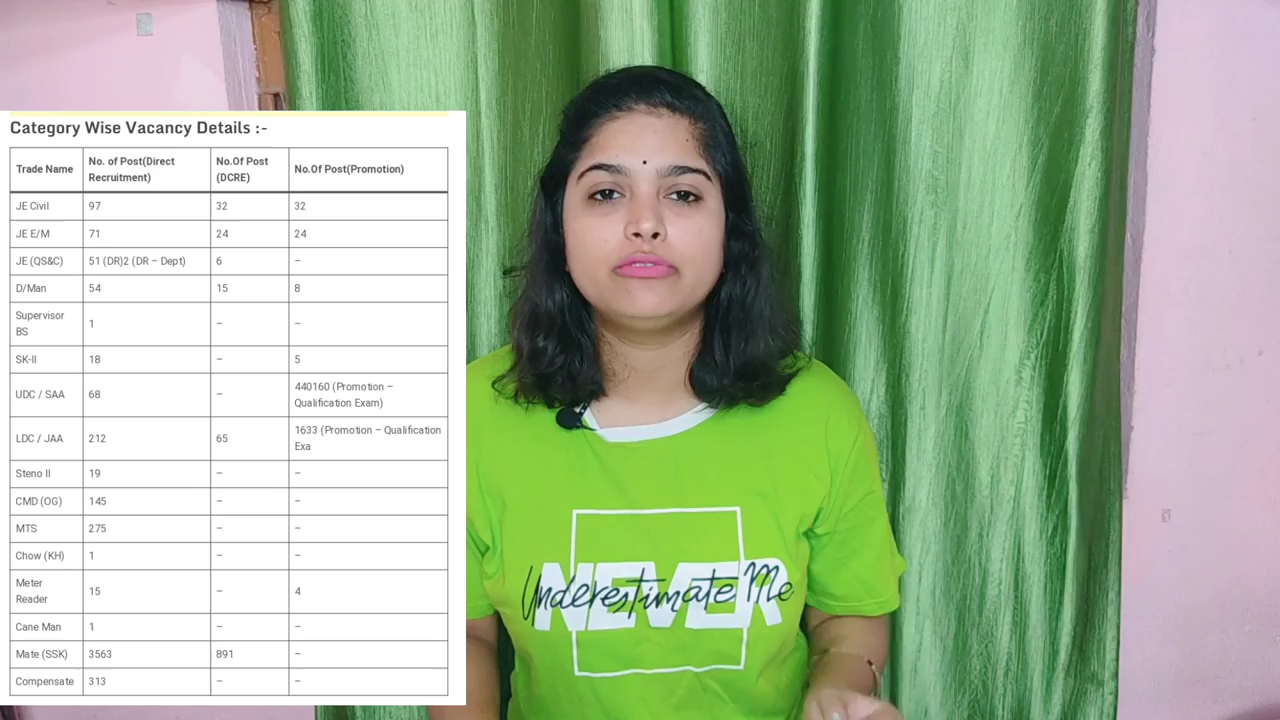 Category Wise Vacancy Details :-
Trade Name No. of Post(Direct Recruitment) No.Of Post (DCRE) No.Of Post(Promotion)
JE Civil 97 32 32
JE E/M 71 24 24
JE (QS&C) 51 (DR)2 (DR – Dept) 6 –
D/Man 54 15 8
Supervisor BS 1 – –
SK-II 18 – 5
UDC / SAA 68 – 440160 (Promotion – Qualification Exam)
LDC / JAA 212 65 1633 (Promotion – Qualification Exa
Steno II 19 – –
CMD (OG) 145 – –
MTS 275 – –
Chow (KH) 1 – –
Meter Reader 15 – 4
Cane Man 1 – –
Mate (SSK) 3563 891 –
Compensate 313 – –
NEVER
Underestimate Me